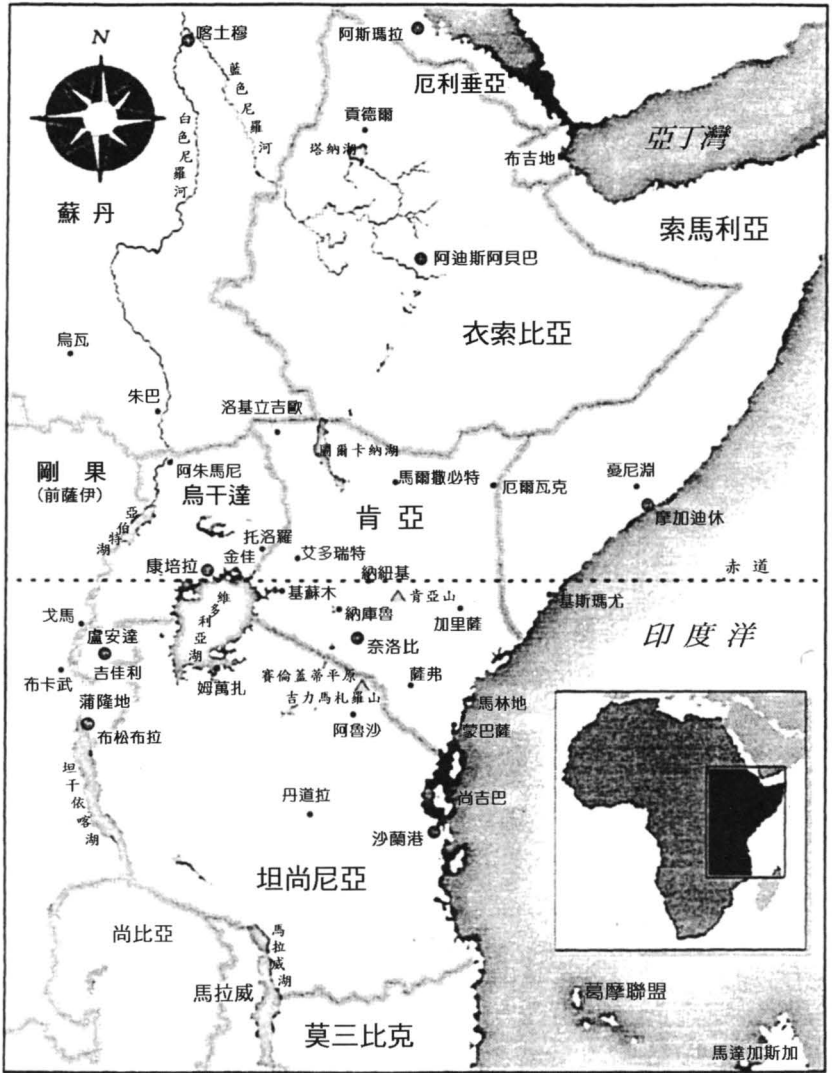 N
喀土穆
阿斯瑪拉
厄利垂亞
藍色尼羅河
白色尼羅河
貢德爾
塔納湖
布吉地
亞丁灣
蘇丹
索馬利亞
阿迪斯阿貝巴
衣索比亞
烏瓦
朱巴
洛基立吉歐
圖爾卡納湖
剛果
(前薩伊)
阿朱馬尼
烏干達
馬爾撒必特
厄爾瓦克
憂尼淵
摩加迪休
肯亞
亞伯特湖
托洛羅
艾多瑞特
康培拉
金佳
納紐基
赤道
基蘇木
肯亞山
基斯瑪尤
維多利亞湖
納庫魯
加里薩
戈馬
盧安達
奈洛比
印度洋
吉佳利
布卡武
姆萬扎
賽倫蓋蒂平原
薩弗
吉力馬札羅山
馬林地
蒲隆地
布松布拉
阿魯沙
蒙巴薩
坦干依喀湖
丹道拉
尚吉巴
沙蘭港
坦尚尼亞
尚比亞
馬拉威湖
馬拉威
莫三比克
葛摩聯盟
馬達加斯加